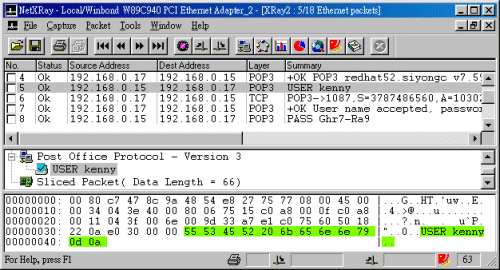 NetXRay - Local/Winbond W89C940 PCI Ethernet Adapter_2 - [XRay2 : 5/18 Ethernet packets]
File Capture Packet Tools Window Help
No. Status Source Address Dest Address Layer Summary
4 Ok 192.168.0.17 192.168.0.15 POP3 +OK POP3 redhat52.siyongc v7.59
5 Ok 192.168.0.15 192.168.0.17 POP3 USER kenny
6 Ok 192.168.0.17 192.168.0.15 TCP POP3->1087,S=3787486560,A=10302
7 Ok 192.168.0.17 192.168.0.15 POP3 +OK User name accepted, passwo
8 Ok 192.168.0.15 192.168.0.17 POP3 PASS Ghr7-Ra9
Post Office Protocol - Version 3
USER kenny
Sliced Packet( Data Length = 66)
00000000: 00 80 c7 47 8c 9a 48 54 e8 27 75 77 08 00 45 00 ...G..HT.'uw..E.
00000010: 00 34 04 3e 40 00 80 06 75 15 c0 a8 00 0f c0 a8 .4.>@...u.......
00000020: 00 11 04 3f 00 6e 00 9d 33 a7 e1 c0 75 60 50 18
00000030: 22 0a e0 30 00 00 55 53 45 52 20 6b 65 6e 6e 79 "..0..USER kenny
00000040: 0d 0a ..
For Help, press F1
63